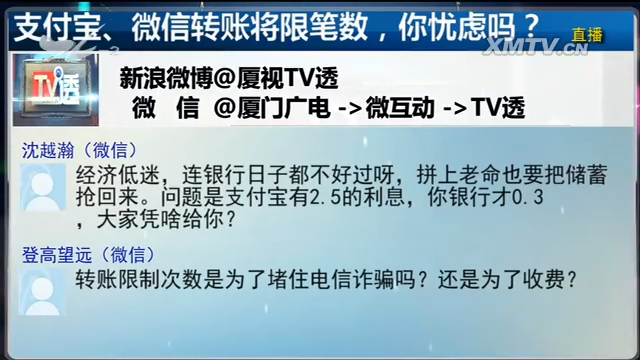 支付宝、微信转账将限笔数，你忧虑吗？
直播
XMTV.CN
TV透
新浪微博@厦视TV透
微 信 @厦门广电 ->微互动 ->TV透
沈越瀚（微信）
经济低迷，连银行日子都不好过呀，拼上老命也要把储蓄
抢回来。问题是支付宝有2.5的利息，你银行才0.3
，大家凭啥给你？
登高望远（微信）
转账限制次数是为了堵住电信诈骗吗？还是为了收费？